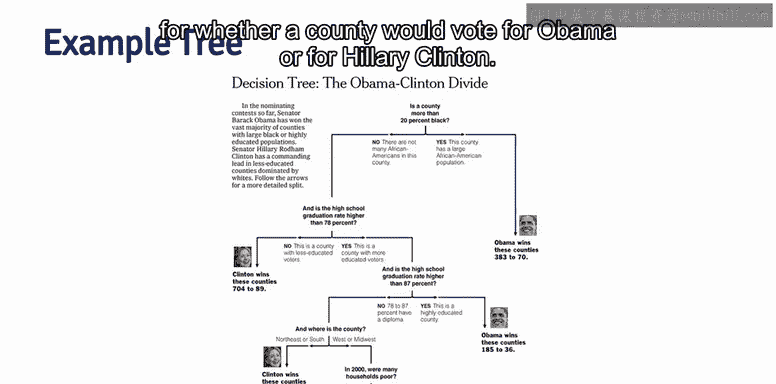 for whether a county would vote for Obama
or for Hillary Clinton.
Example Tree
Decision Tree: The Obama-Clinton Divide
In the nominating
contests so far, Senator
Barack Obama has won the
vast majority of counties
with large black or highly
educated populations.
Senator Hillary Rodham
Clinton has a commanding
lead in less-educated
counties dominated by
whites. Follow the arrows
for a more detailed split.
Is a county
more than
20 percent black?
NO There are not
many African-
Americans in this
county.
YES This county
has a large
African-American
population.
And is the high school
graduation rate higher
than 78 percent?
Obama wins
these counties
383 to 70.
NO This is a county
with less-educated
voters.
YES This is a
county with more
educated voters
Clinton wins
these counties
704 to 89.
And is the high school
graduation rate higher
than 87 percent?
NO 78 to 87
percent have
a diploma.
YES This is a
highly educated
county.
Obama wins
these counties
185 to 36.
And where is the county?
Northeast or South
West or Midwest
Clinton wins
these counties
In 2000, were many
households poor?